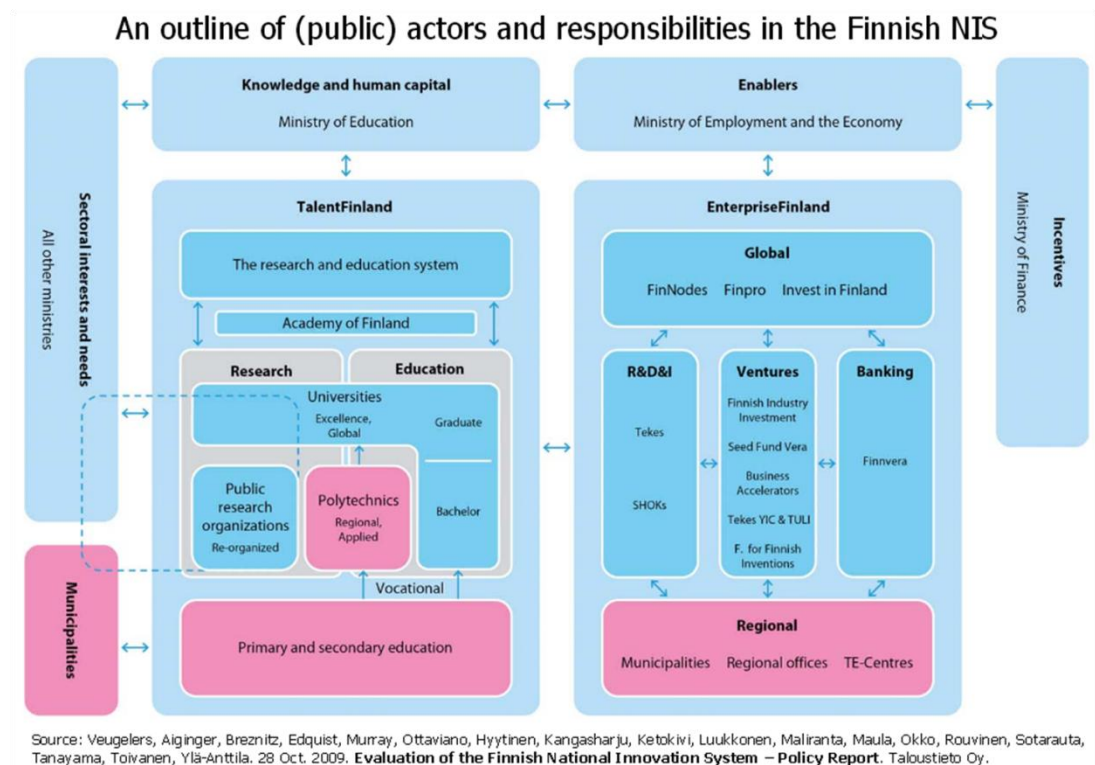 An outline of (public) actors and responsibilities in the Finnish NIS
Sectoral interests and needs
All other ministries
Municipalities
Knowledge and human capital
Ministry of Education
Enablers
Ministry of Employment and the Economy
Incentives
Ministry of Finance
TalentFinland
The research and education system
Academy of Finland
Research
Education
Universities
Excellence,
Global
Graduate
Public
research
organizations
Re-organized
Polytechnics
Regional,
Applied
Bachelor
Vocational
Primary and secondary education
EnterpriseFinland
Global
FinNodes Finpro Invest in Finland
R&D&I
Tekes
SHOKs
Ventures
Finnish Industry
Investment
Seed Fund Vera
Business
Accelerators
Tekes YIC & TULI
F. for Finnish
Inventions
Banking
Finnvera
Regional
Municipalities Regional offices TE-Centres
Source: Veugelers, Aiginger, Breznitz, Edquist, Murray, Ottaviano, Hyytinen, Kangasharju, Ketokivi, Luukkonen, Maliranta, Maula, Okko, Rouvinen, Sotarauta,
Tanayama, Toivanen, Ylä-Anttila. 28 Oct. 2009. Evaluation of the Finnish National Innovation System – Policy Report. Taloustieto Oy.